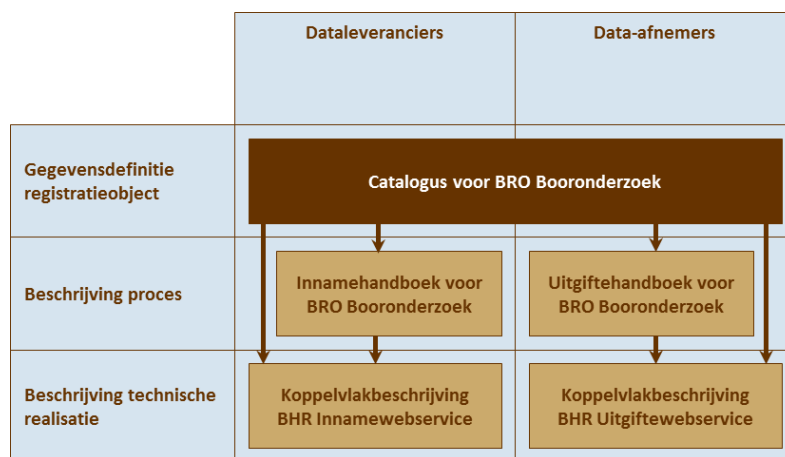 Dataleveranciers
Data-afnemers
Gegevensdefinitie
registratieobject
Catalogus voor BRO Booronderzoek
Beschrijving proces
Innamehandboek voor
BRO Booronderzoek
Uitgiftehandboek voor
BRO Booronderzoek
Beschrijving technische
realisatie
Koppelvlakbeschrijving
BHR Innamewebservice
Koppelvlakbeschrijving
BHR Uitgiftewebservice